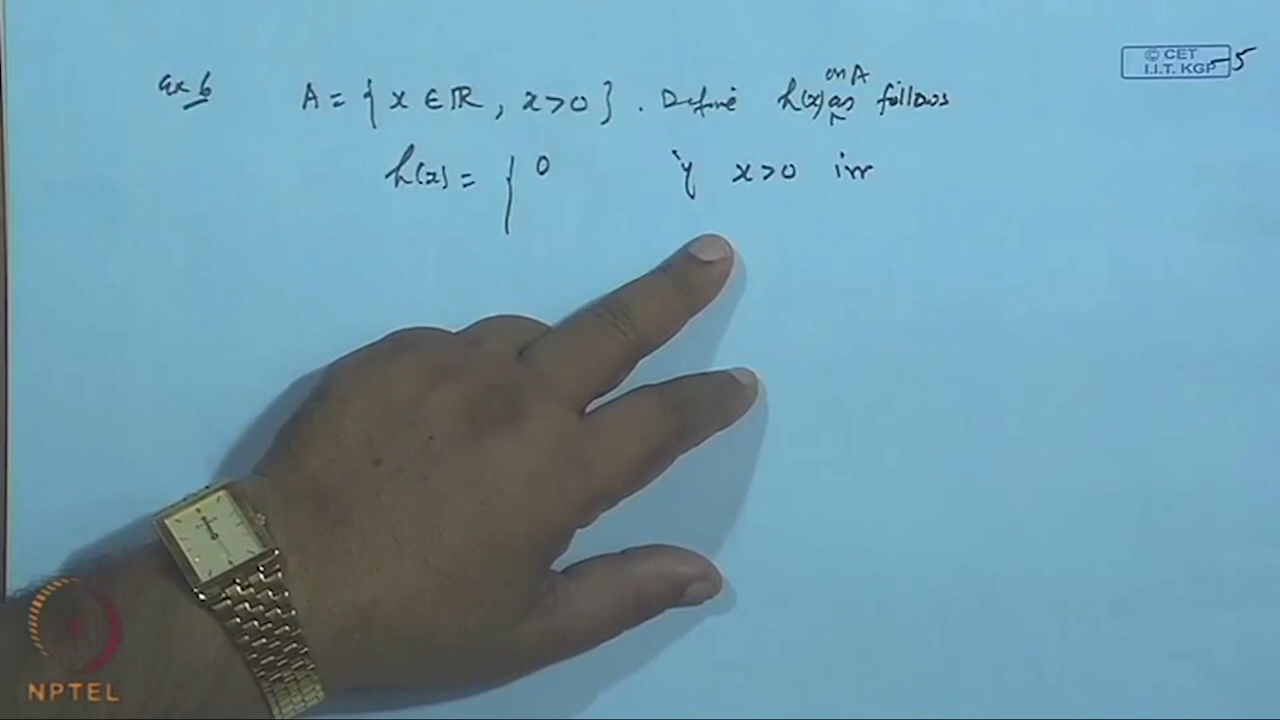 © CET
I.I.T. KGP -5
Ex 6 A = { x ∈ ℝ, x > 0 } . Define h(x) as follows
on A
h(x) = { 0 if x > 0 irr
NPTEL